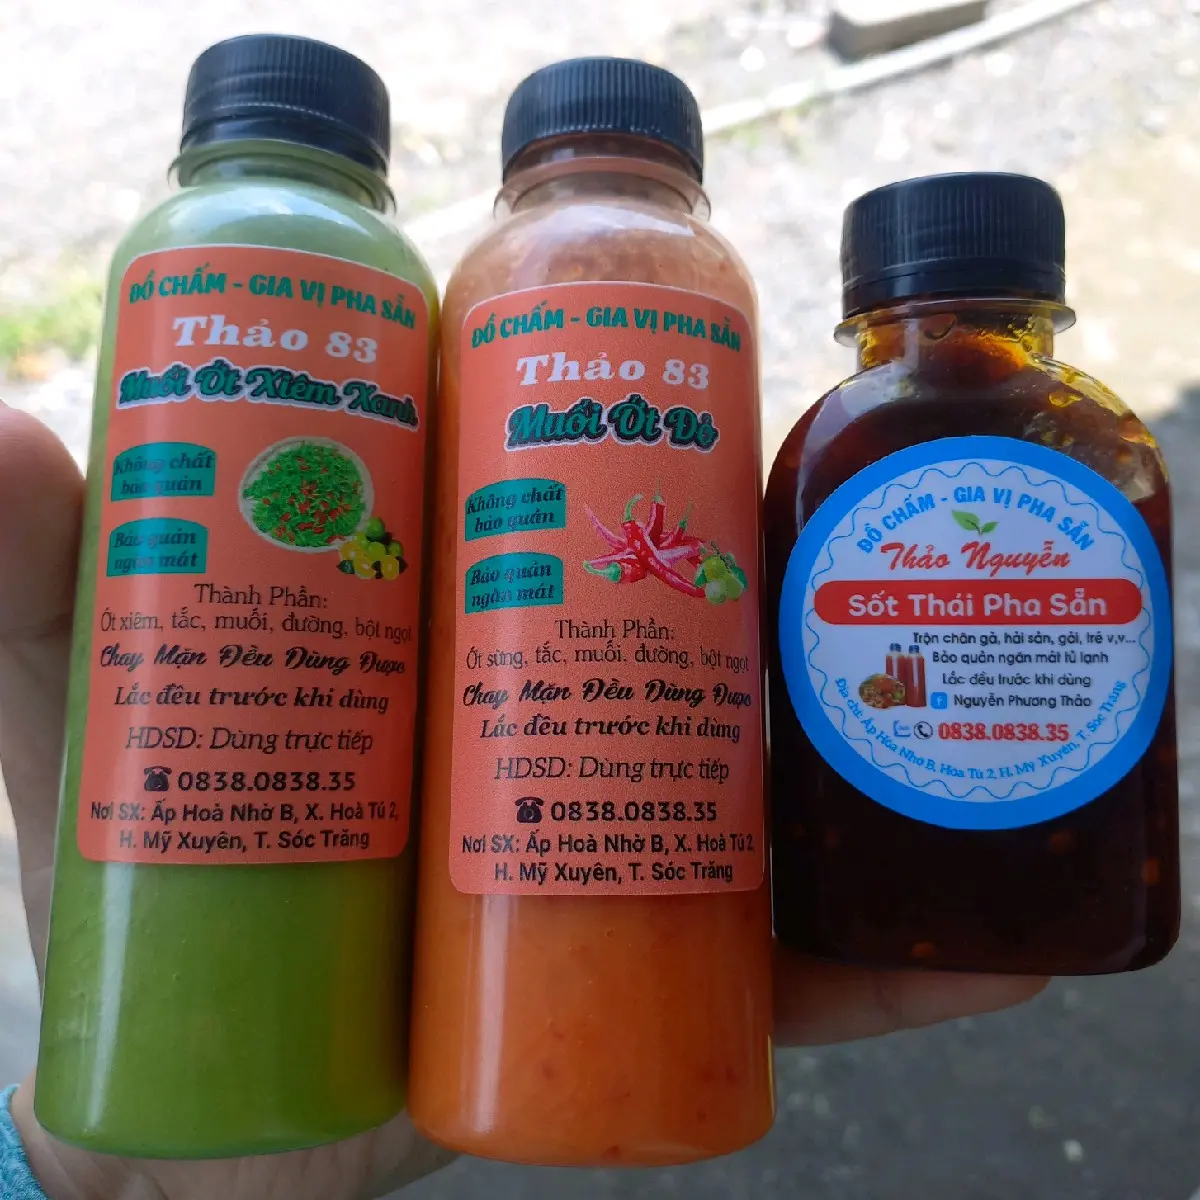 ĐỒ CHẤM - GIA VỊ PHA SẴN
Thảo 83
Muối Ớt Xiêm Xanh
Không chất
bảo quản
Bảo quản
ngăn mát
Thành Phần:
Ớt xiêm, tắc, muối, đường, bột ngọt
Chay Mặn Đều Dùng Được
Lắc đều trước khi dùng
HDSD: Dùng trực tiếp
0838.0838.35
Nơi SX: Ấp Hoà Nhờ B, X. Hoà Tú 2,
H. Mỹ Xuyên, T. Sóc Trăng
ĐỒ CHẤM - GIA VỊ PHA SẴN
Thảo 83
Muối Ớt Đỏ
Không chất
bảo quản
Bảo quản
ngăn mát
Thành Phần:
Ớt sừng, tắc, muối, đường, bột ngọt
Chay Mặn Đều Dùng Được
Lắc đều trước khi dùng
HDSD: Dùng trực tiếp
0838.0838.35
Nơi SX: Ấp Hoà Nhờ B, X. Hoà Tú 2,
H. Mỹ Xuyên, T. Sóc Trăng
ĐỒ CHẤM - GIA VỊ PHA SẴN
Thảo Nguyễn
Sốt Thái Pha Sẵn
Trộn chân gà, hải sản, gỏi, tré v,v...
Bảo quản ngăn mát tủ lạnh
Lắc đều trước khi dùng
Nguyễn Phương Thảo
0838.0838.35
Địa chỉ: Ấp Hòa Nhờ B, Hòa Tú 2, H. Mỹ Xuyên, T. Sóc Trăng